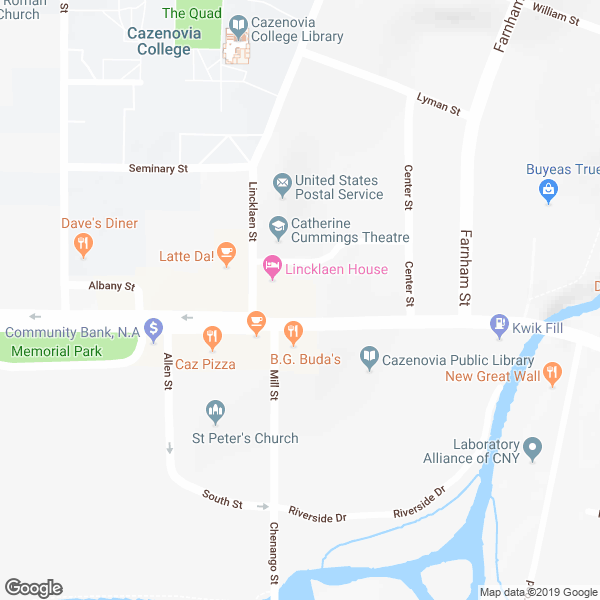 Roman
Church
The Quad
Cazenovia
College
Cazenovia
College Library
William St
Farnham
St
Lyman St
Seminary St
United States
Postal Service
Center St
Buyeas True
Lincklaen St
Catherine
Cummings Theatre
Dave's Diner
Latte Da!
Farnham St
Lincklaen House
Center St
Albany St
D
Community Bank, N.A
Kwik Fill
Memorial Park
Caz Pizza
B.G. Buda's
Cazenovia Public Library
New Great Wall
Allen St
Mill St
St Peter's Church
Laboratory
Alliance of CNY
South St
Riverside Dr
Riverside Dr
Chenango St
Google
Map data ©2019 Google